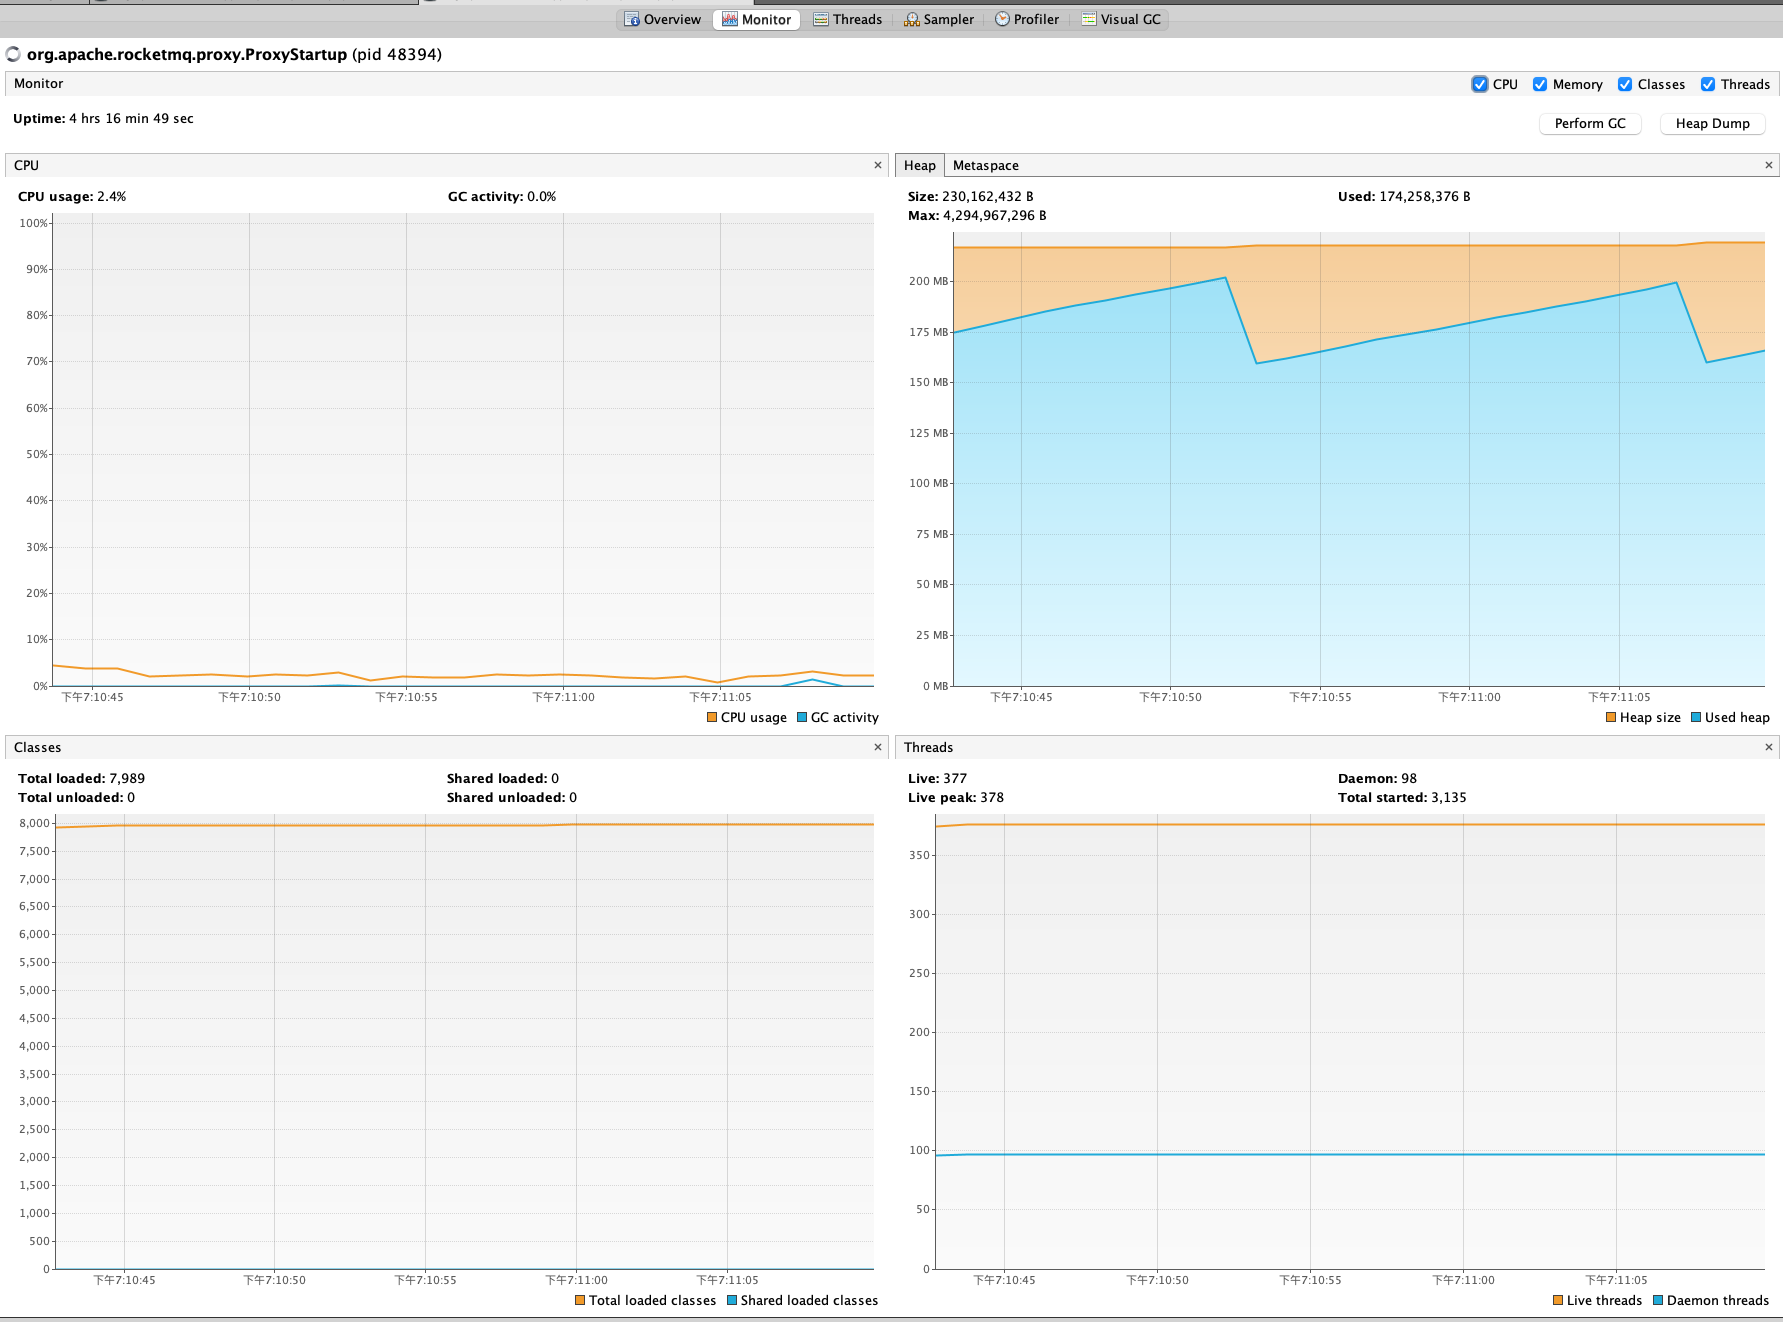 Overview Monitor Threads Sampler Profiler Visual GC
org.apache.rocketmq.proxy.ProxyStartup (pid 48394)
Monitor
CPU Memory Classes Threads
Uptime: 4 hrs 16 min 49 sec
Perform GC Heap Dump
CPU ×
CPU usage: 2.4% GC activity: 0.0%
100%
90%
80%
70%
60%
50%
40%
30%
20%
10%
0%
下午7:10:45 下午7:10:50 下午7:10:55 下午7:11:00 下午7:11:05
CPU usage GC activity
Heap Metaspace ×
Size: 230,162,432 B Used: 174,258,376 B
Max: 4,294,967,296 B
200 MB
175 MB
150 MB
125 MB
100 MB
75 MB
50 MB
25 MB
0 MB
下午7:10:45 下午7:10:50 下午7:10:55 下午7:11:00 下午7:11:05
Heap size Used heap
Classes ×
Total loaded: 7,989 Shared loaded: 0
Total unloaded: 0 Shared unloaded: 0
8,000
7,500
7,000
6,500
6,000
5,500
5,000
4,500
4,000
3,500
3,000
2,500
2,000
1,500
1,000
500
0
下午7:10:45 下午7:10:50 下午7:10:55 下午7:11:00 下午7:11:05
Total loaded classes Shared loaded classes
Threads ×
Live: 377 Daemon: 98
Live peak: 378 Total started: 3,135
350
300
250
200
150
100
50
0
下午7:10:45 下午7:10:50 下午7:10:55 下午7:11:00 下午7:11:05
Live threads Daemon threads